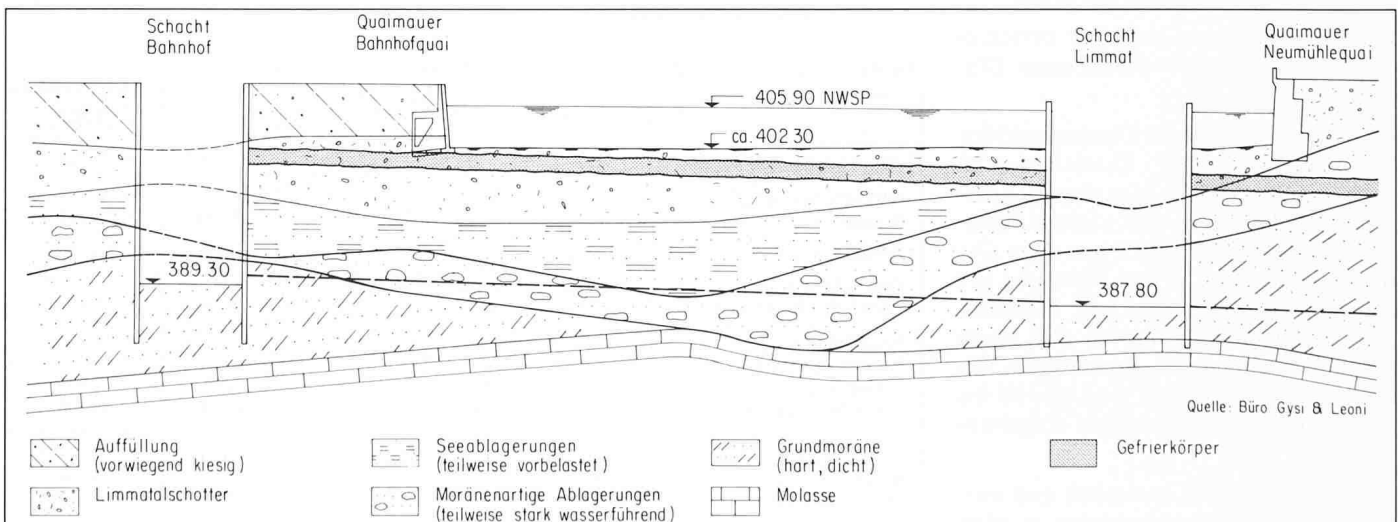 Schacht
Bahnhof
Quaimauer
Bahnhofquai
Schacht
Limmat
Quaimauer
Neumühlequai
405.90 NWSP
ca. 402.30
389.30
387.80
Quelle: Büro Gysi & Leoni
Auffüllung
(vorwiegend kiesig)
Seeablagerungen
(teilweise vorbelastet)
Grundmoräne
(hart, dicht)
Gefrierkörper
Limmatalschotter
Moränenartige Ablagerungen
(teilweise stark wasserführend)
Molasse